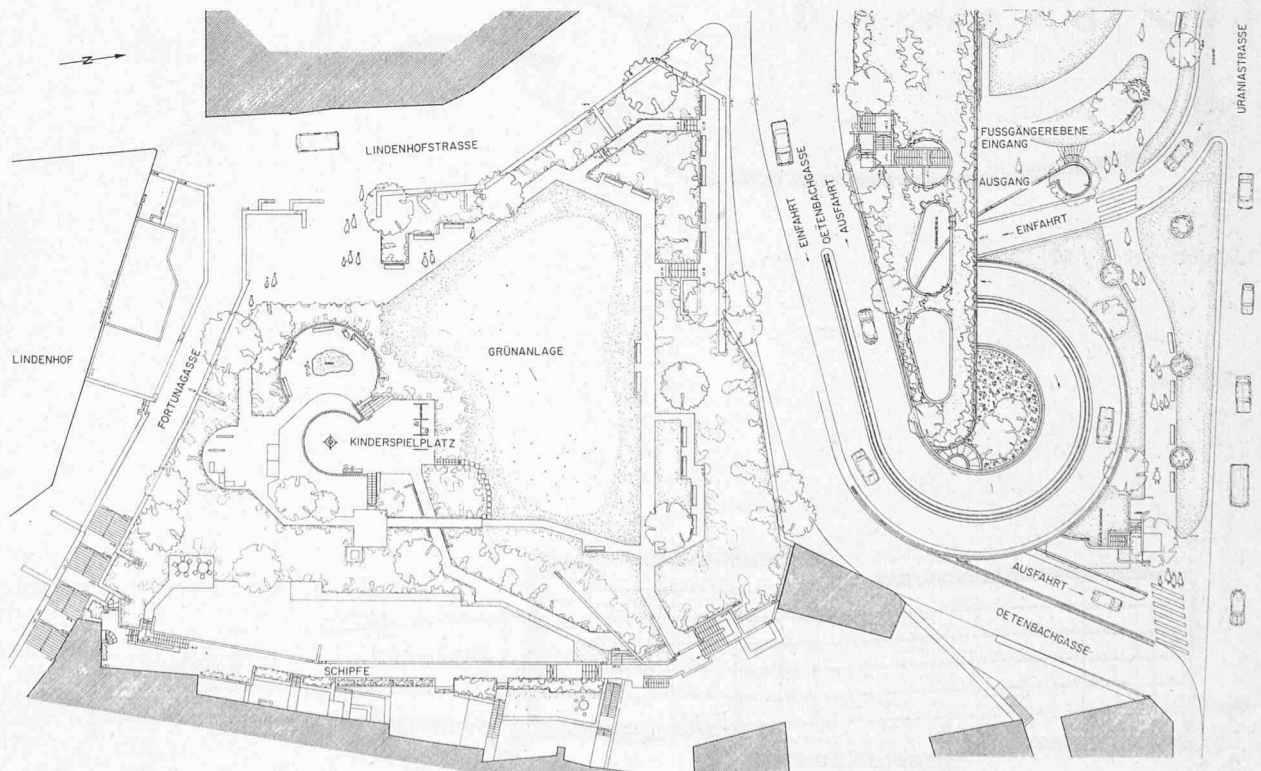 N
URANIASTRASSE
LINDENHOFSTRASSE
FUSSGÄNGEREBENE
EINGANG
AUSGANG
EINFAHRT
EINFAHRT
OETENBACHGASSE
AUSFAHRT
LINDENHOF
FORTUNAGASSE
GRÜNANLAGE
KINDERSPIELPLATZ
AUSFAHRT
OETENBACHGASSE
SCHIPFE